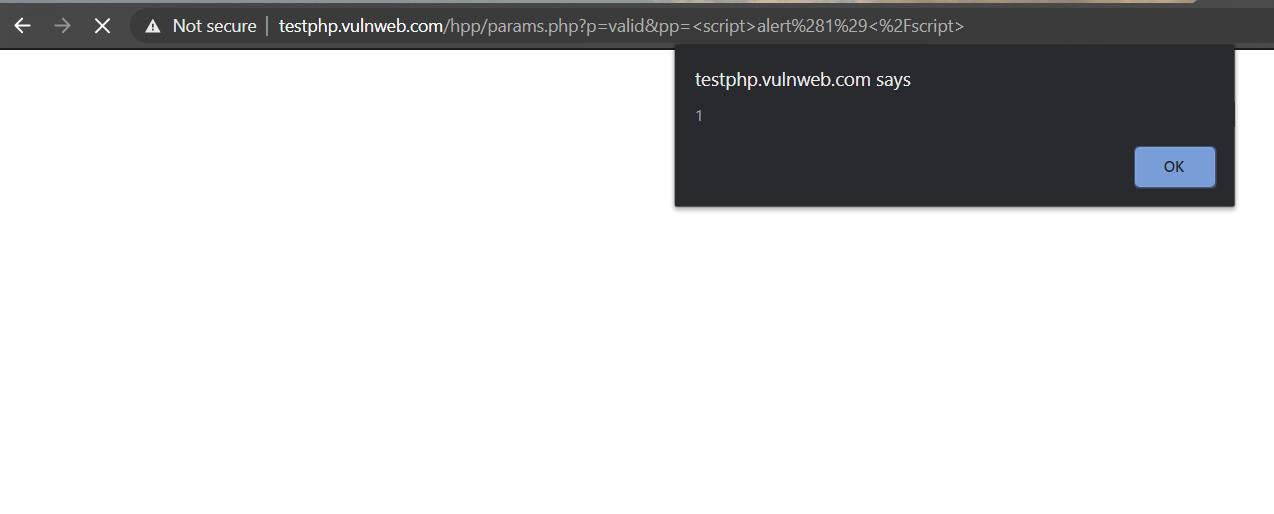 Not secure | testphp.vulnweb.com/hpp/params.php?p=valid&pp=<script>alert%281%29<%2Fscript>
testphp.vulnweb.com says
1
OK